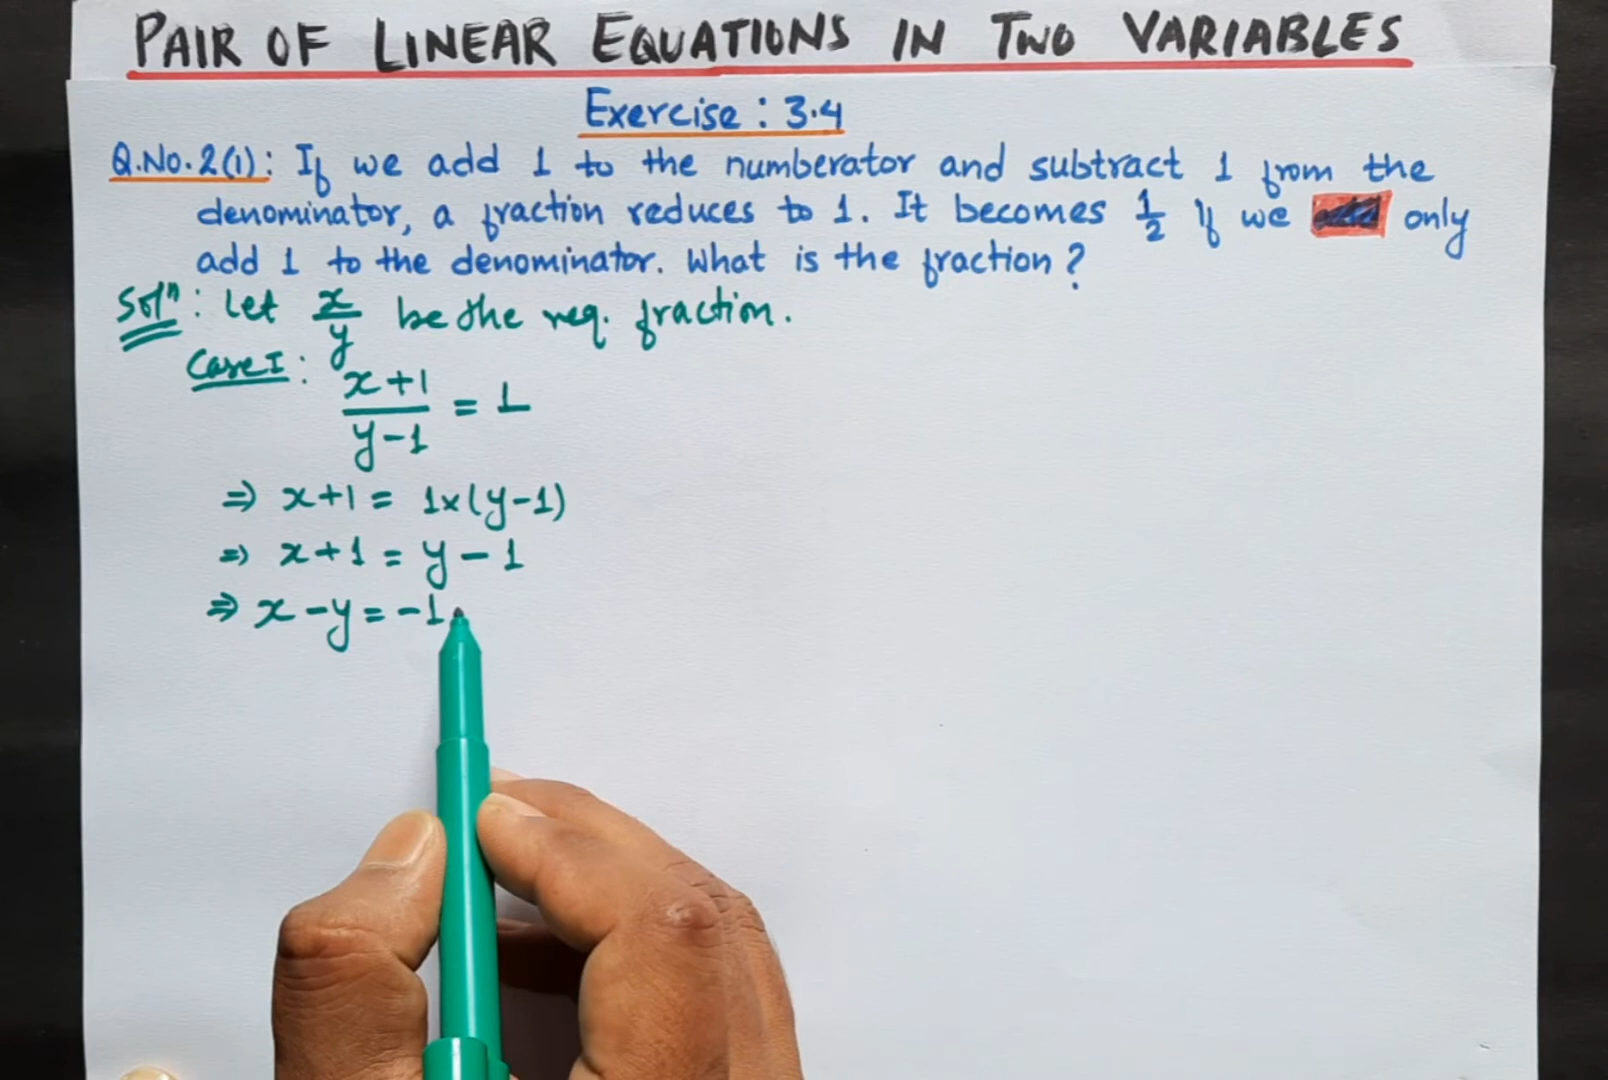 PAIR OF LINEAR EQUATIONS IN TWO VARIABLES
Exercise : 3.4
Q.No.2(1): If we add 1 to the numberator and subtract 1 from the
denominator, a fraction reduces to 1. It becomes 1/2 if we only
add 1 to the denominator. What is the fraction?
Solⁿ: Let x/y be the req. fraction.
Case I:
x+1/y-1 = 1
⇒ x+1 = 1×(y-1)
⇒ x+1 = y-1
⇒ x-y = -1